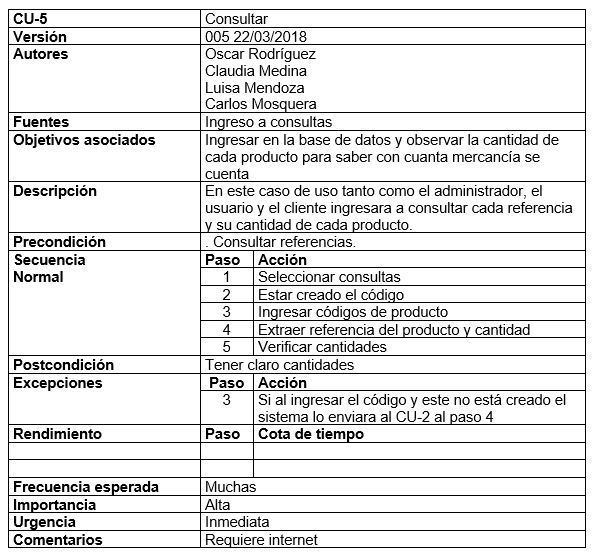 CU-5 Consultar
Versión 005 22/03/2018
Autores Oscar Rodríguez
Claudia Medina
Luisa Mendoza
Carlos Mosquera
Fuentes Ingreso a consultas
Objetivos asociados Ingresar en la base de datos y observar la cantidad de
cada producto para saber con cuanta mercancía se
cuenta
Descripción En este caso de uso tanto como el administrador, el
usuario y el cliente ingresara a consultar cada referencia
y su cantidad de cada producto.
Precondición . Consultar referencias.
Secuencia Paso Acción
Normal 1 Seleccionar consultas
2 Estar creado el código
3 Ingresar códigos de producto
4 Extraer referencia del producto y cantidad
5 Verificar cantidades
Postcondición Tener claro cantidades
Excepciones Paso Acción
3 Si al ingresar el código y este no está creado el
sistema lo enviara al CU-2 al paso 4
Rendimiento Paso Cota de tiempo
Frecuencia esperada Muchas
Importancia Alta
Urgencia Inmediata
Comentarios Requiere internet